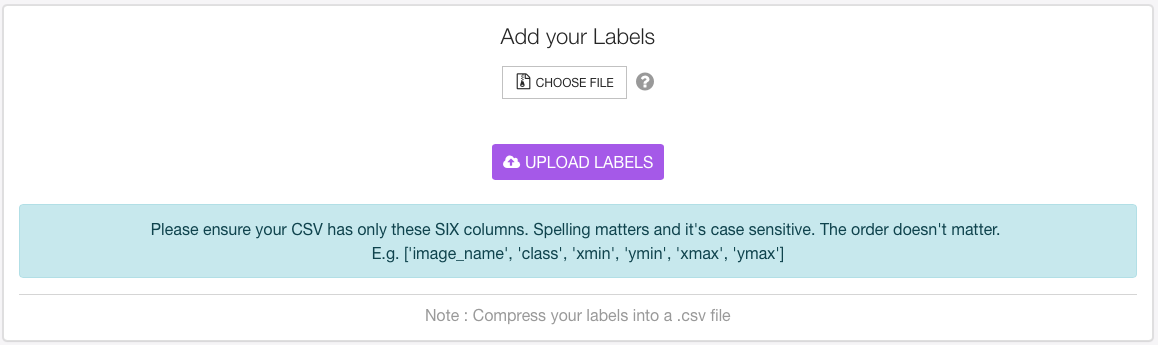 Add your Labels
CHOOSE FILE ?
UPLOAD LABELS
Please ensure your CSV has only these SIX columns. Spelling matters and it's case sensitive. The order doesn't matter.
E.g. ['image_name', 'class', 'xmin', 'ymin', 'xmax', 'ymax']
Note : Compress your labels into a .csv file